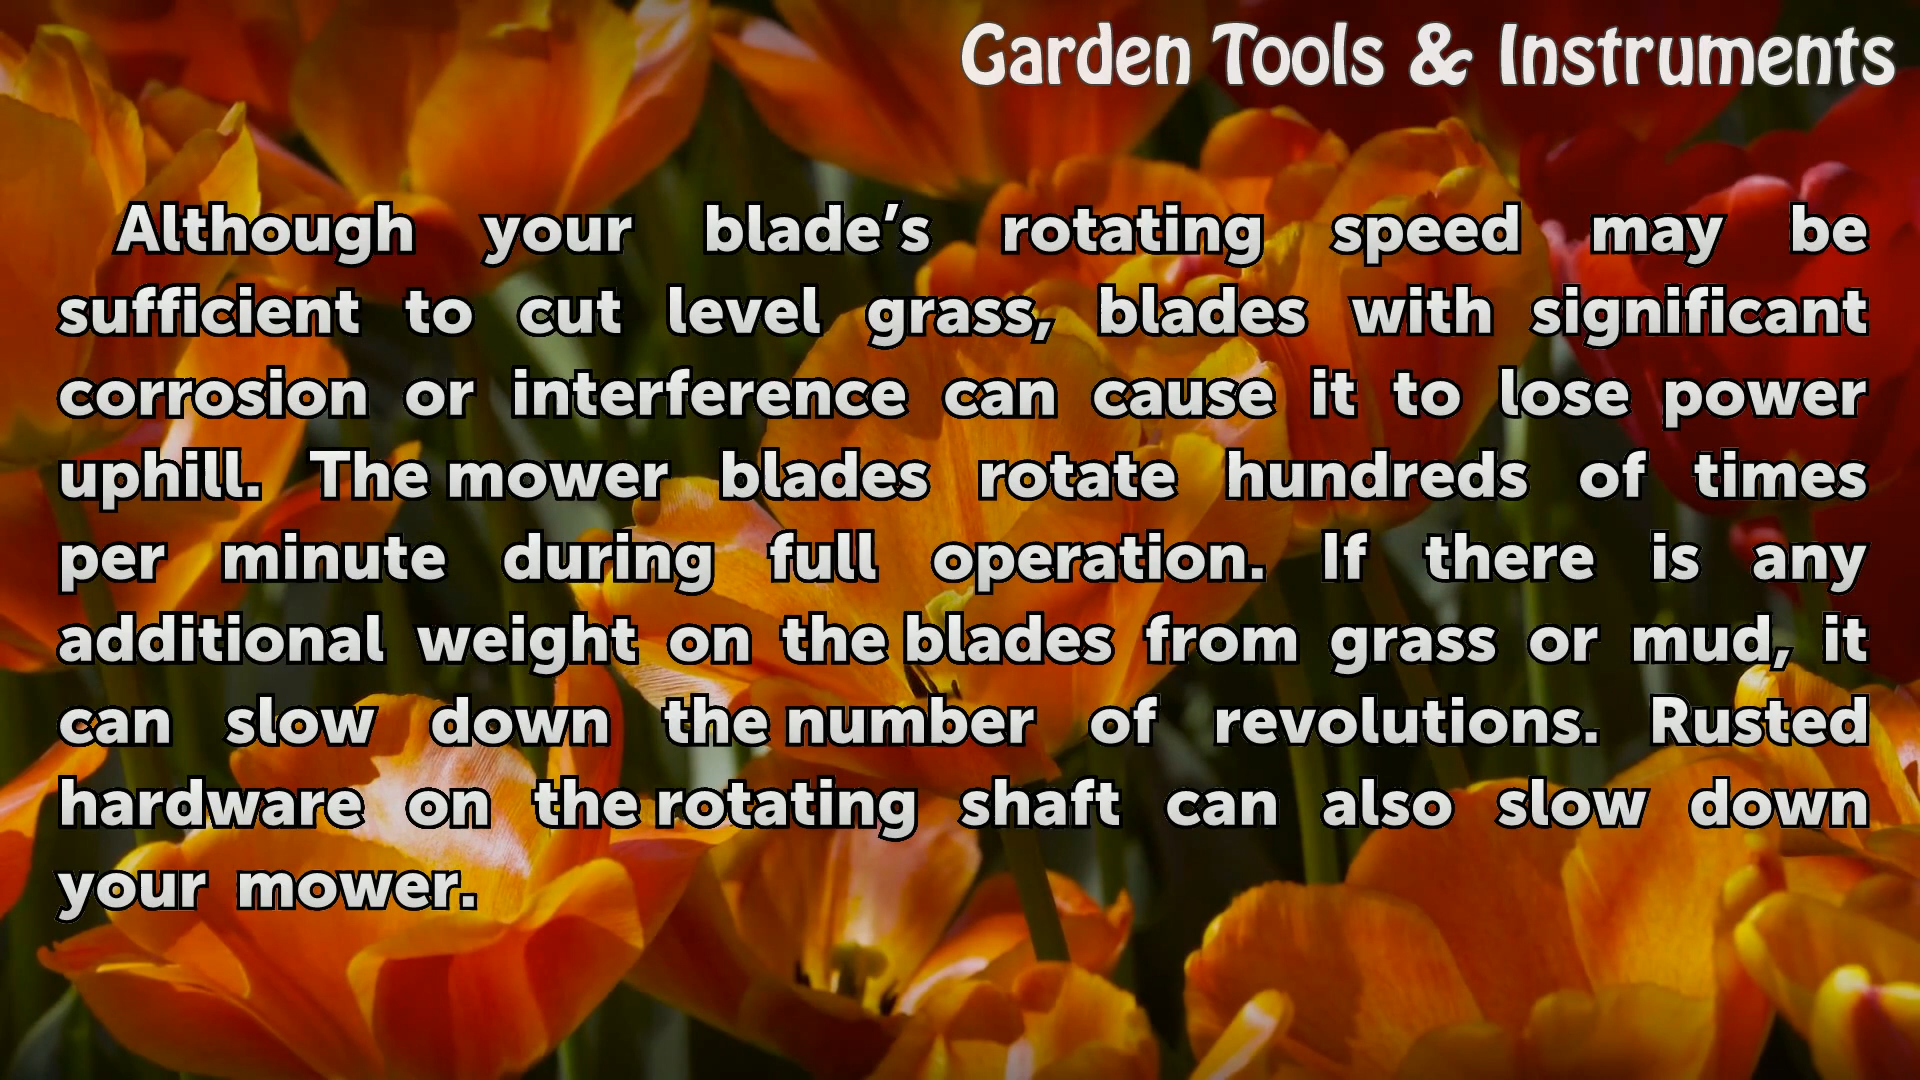 Garden Tools & Instruments
Although your blade’s rotating speed may be
sufficient to cut level grass, blades with significant
corrosion or interference can cause it to lose power
uphill. The mower blades rotate hundreds of times
per minute during full operation. If there is any
additional weight on the blades from grass or mud, it
can slow down the number of revolutions. Rusted
hardware on the rotating shaft can also slow down
your mower.